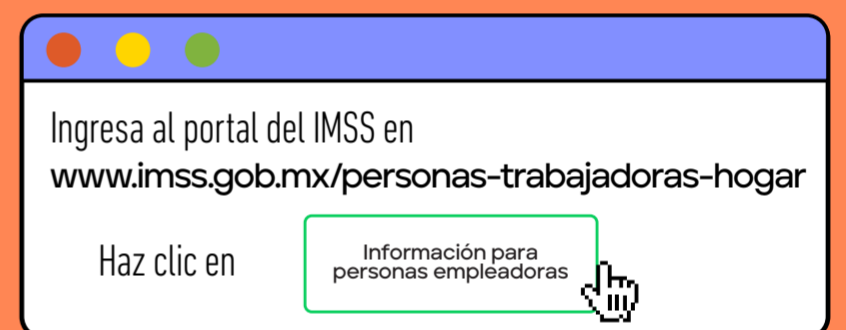 Ingresa al portal del IMSS en
www.imss.gob.mx/personas-trabajadoras-hogar
Haz clic en
Información para
personas empleadoras